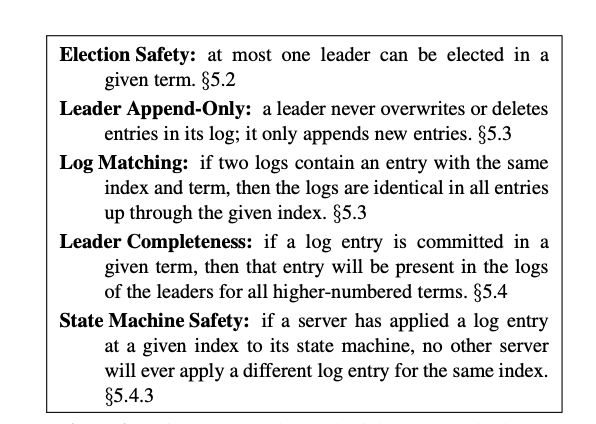 Election Safety: at most one leader can be elected in a
given term. §5.2
Leader Append-Only: a leader never overwrites or deletes
entries in its log; it only appends new entries. §5.3
Log Matching: if two logs contain an entry with the same
index and term, then the logs are identical in all entries
up through the given index. §5.3
Leader Completeness: if a log entry is committed in a
given term, then that entry will be present in the logs
of the leaders for all higher-numbered terms. §5.4
State Machine Safety: if a server has applied a log entry
at a given index to its state machine, no other server
will ever apply a different log entry for the same index.
§5.4.3